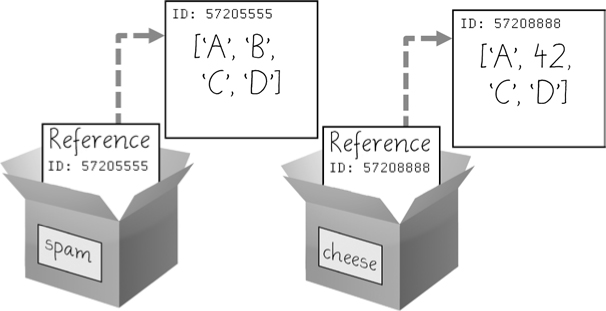 ID: 57205555
['A', 'B',
'C', 'D']
Reference
ID: 57205555
spam
ID: 57208888
['A', 42,
'C', 'D']
Reference
ID: 57208888
cheese